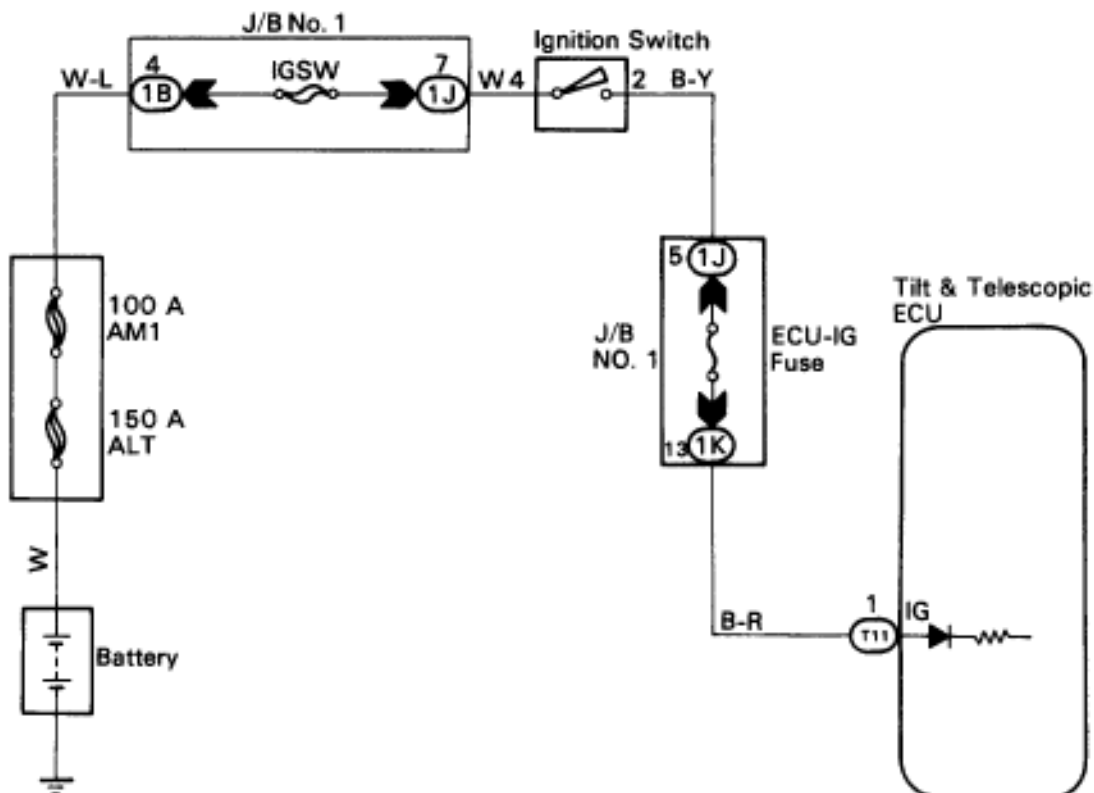 J/B No. 1
Ignition Switch
W-L
4
1B
IGSW
7
1J
W 4
2
B-Y
5
1J
J/B
NO. 1
ECU-IG
Fuse
13
1K
100 A
AM1
150 A
ALT
W
Battery
Tilt & Telescopic
ECU
B-R
1
T11
IG